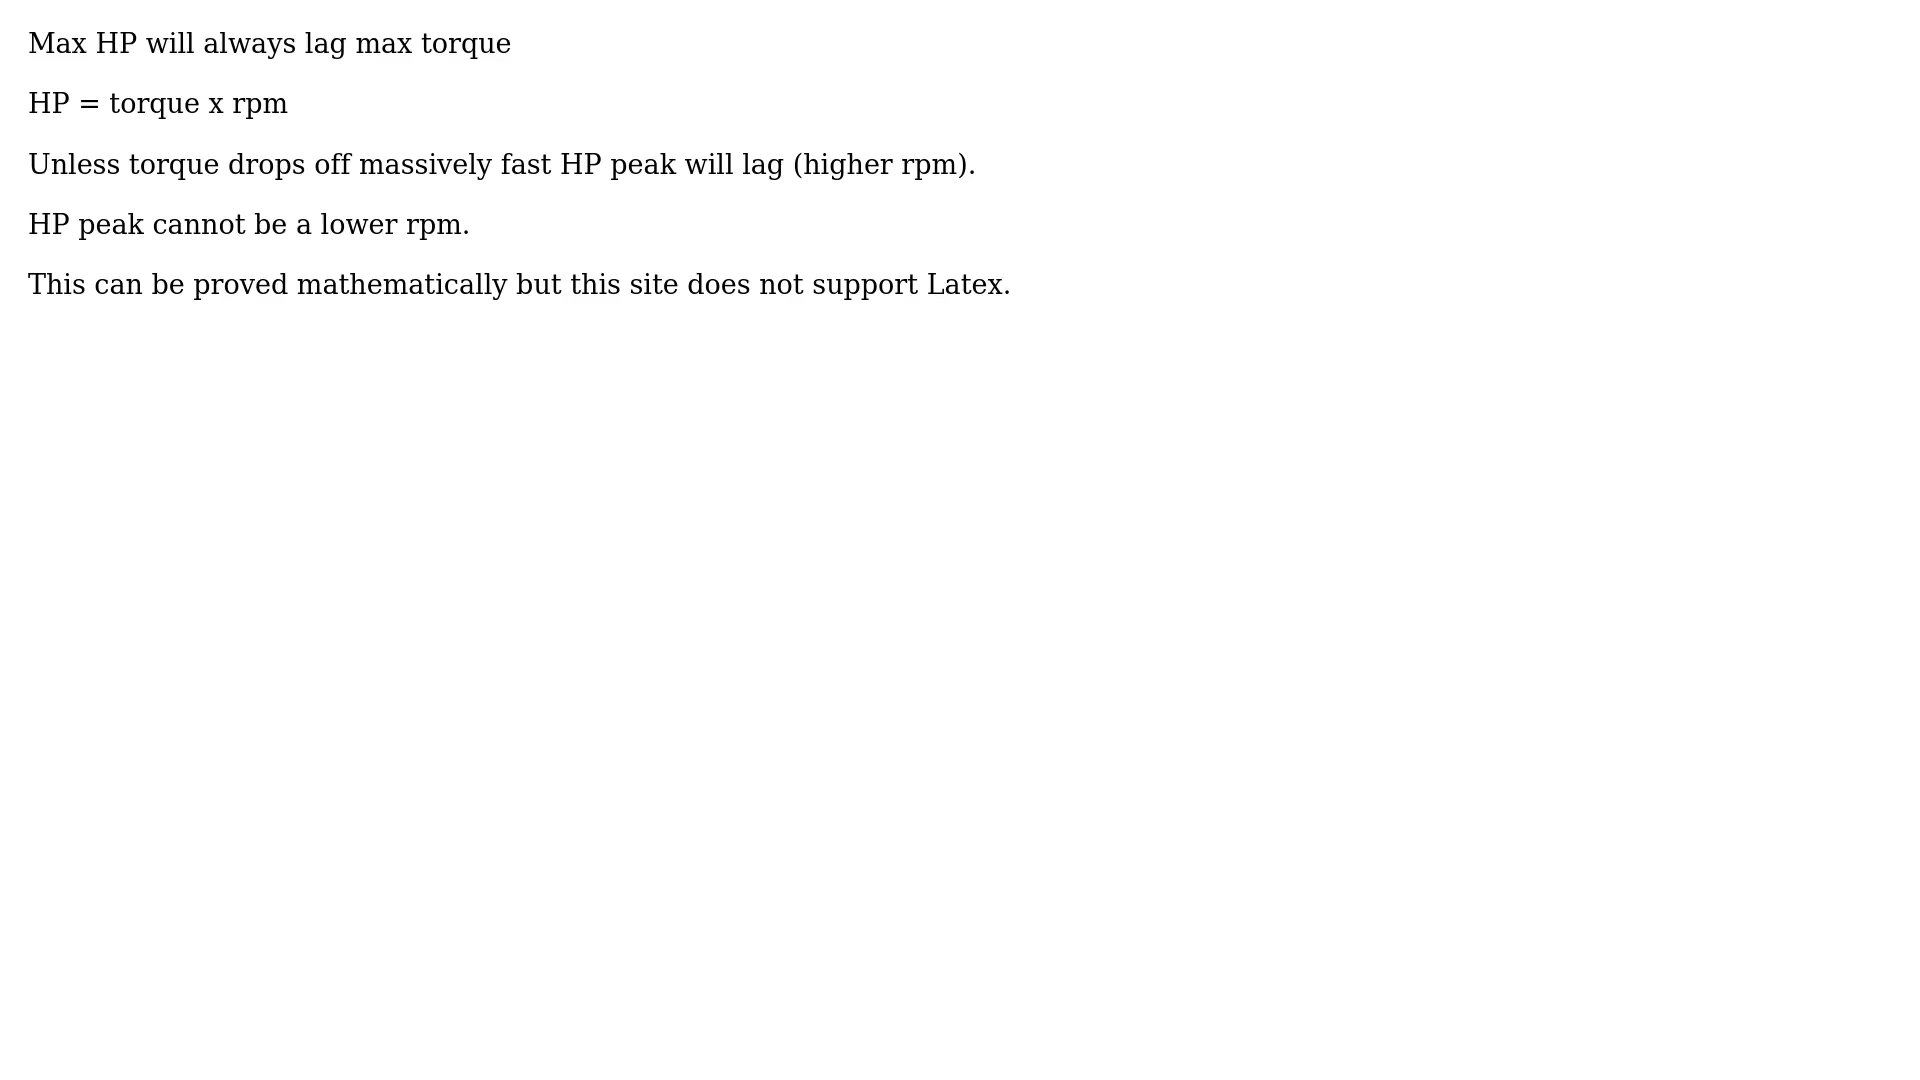 Max HP will always lag max torque
HP = torque x rpm
Unless torque drops off massively fast HP peak will lag (higher rpm).
HP peak cannot be a lower rpm.
This can be proved mathematically but this site does not support Latex.